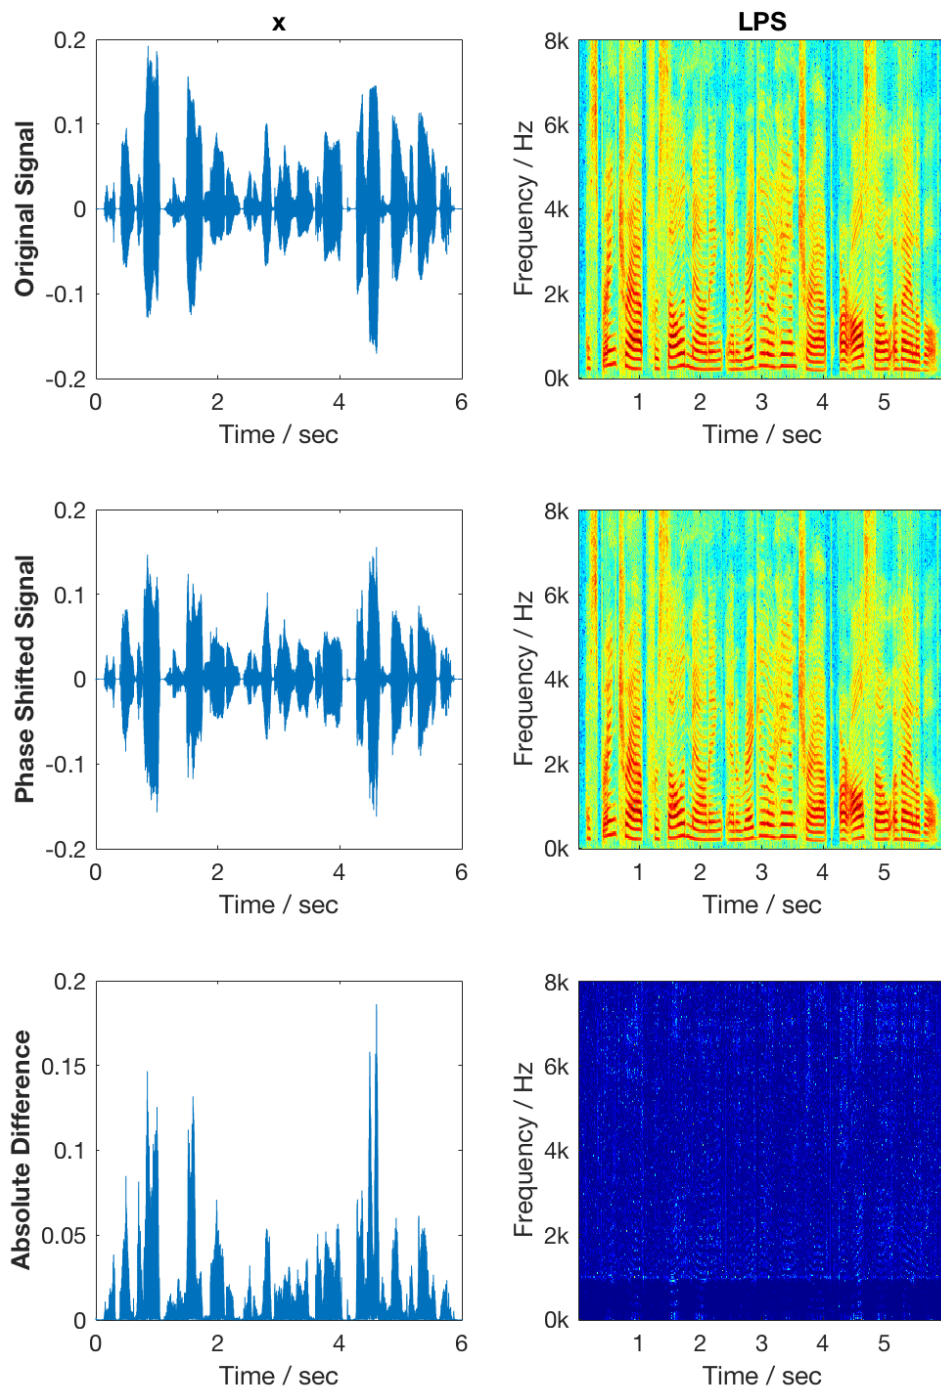 x
LPS
Original Signal
0.2
0.1
0
-0.1
-0.2
0
2
4
6
Time / sec
Frequency / Hz
8k
6k
4k
2k
0k
1
2
3
4
5
Time / sec
Phase Shifted Signal
0.2
0.1
0
-0.1
-0.2
0
2
4
6
Time / sec
Frequency / Hz
8k
6k
4k
2k
0k
1
2
3
4
5
Time / sec
Absolute Difference
0.2
0.15
0.1
0.05
0
0
2
4
6
Time / sec
Frequency / Hz
8k
6k
4k
2k
0k
1
2
3
4
5
Time / sec